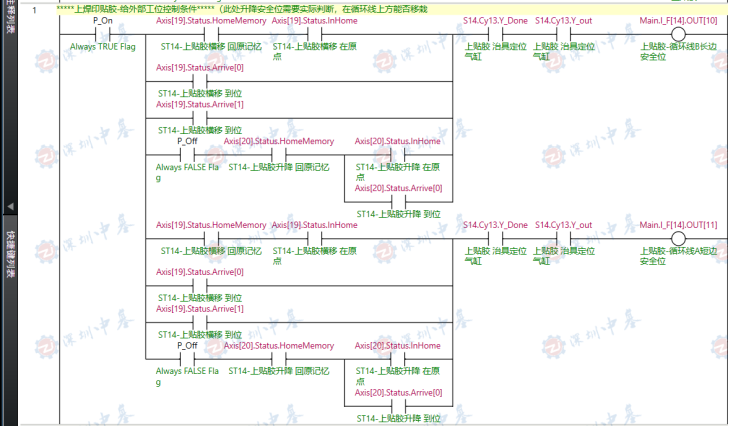 1 *****上焊印贴胶-给外部工位控制条件***** （此处升降安全位需要实际判断，在循环线上方能否移栽
P_On Axis[19].Status.HomeMemory Axis[19].Status.InHome S14.Cy13.Y_Done S14.Cy13.Y_out Main.I_F[14].OUT[10]
Always TRUE Flag ST14-上贴胶横移 回原记忆 ST14-上贴胶横移 在原点 上贴胶 治具定位气缸 上贴胶 治具定位气缸 上贴胶-循环线B长边安全位
Axis[19].Status.Arrive[0]
ST14-上贴胶横移 到位
Axis[19].Status.Arrive[1]
ST14-上贴胶横移 到位
P_Off Axis[20].Status.HomeMemory Axis[20].Status.InHome
Always FALSE Flag ST14-上贴胶升降 回原记忆 ST14-上贴胶升降 在原点
Axis[20].Status.Arrive[0]
ST14-上贴胶升降 到位
Axis[19].Status.HomeMemory Axis[19].Status.InHome S14.Cy13.Y_Done S14.Cy13.Y_out Main.I_F[14].OUT[11]
ST14-上贴胶横移 回原记忆 ST14-上贴胶横移 在原点 上贴胶 治具定位气缸 上贴胶 治具定位气缸 上贴胶-循环线A短边安全位
Axis[19].Status.Arrive[0]
ST14-上贴胶横移 到位
Axis[19].Status.Arrive[1]
ST14-上贴胶横移 到位
P_Off Axis[20].Status.HomeMemory Axis[20].Status.InHome
Always FALSE Flag ST14-上贴胶升降 回原记忆 ST14-上贴胶升降 在原点
Axis[20].Status.Arrive[0]
ST14-上贴胶升降 到位
快捷键列表